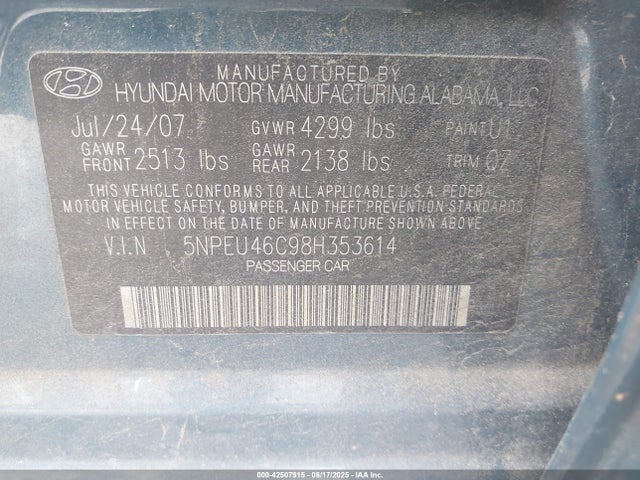 MANUFACTURED BY
HYUNDAI MOTOR MANUFACTURING ALABAMA, LLC
Jul/24/07 GVWR 4299 lbs PAINT U1
GAWR FRONT 2513 lbs GAWR REAR 2138 lbs TRIM QZ
THIS VEHICLE CONFORMS TO ALL APPLICABLE U.S.A. FEDERAL
MOTOR VEHICLE SAFETY, BUMPER, AND THEFT PREVENTION STANDARDS
IN EFFECT ON THE DATE OF MANUFACTURE SHOWN ABOVE.
V.I.N 5NPEU46C98H353614
PASSENGER CAR
000-42507915 - 06/17/2025 - IAAI.COM